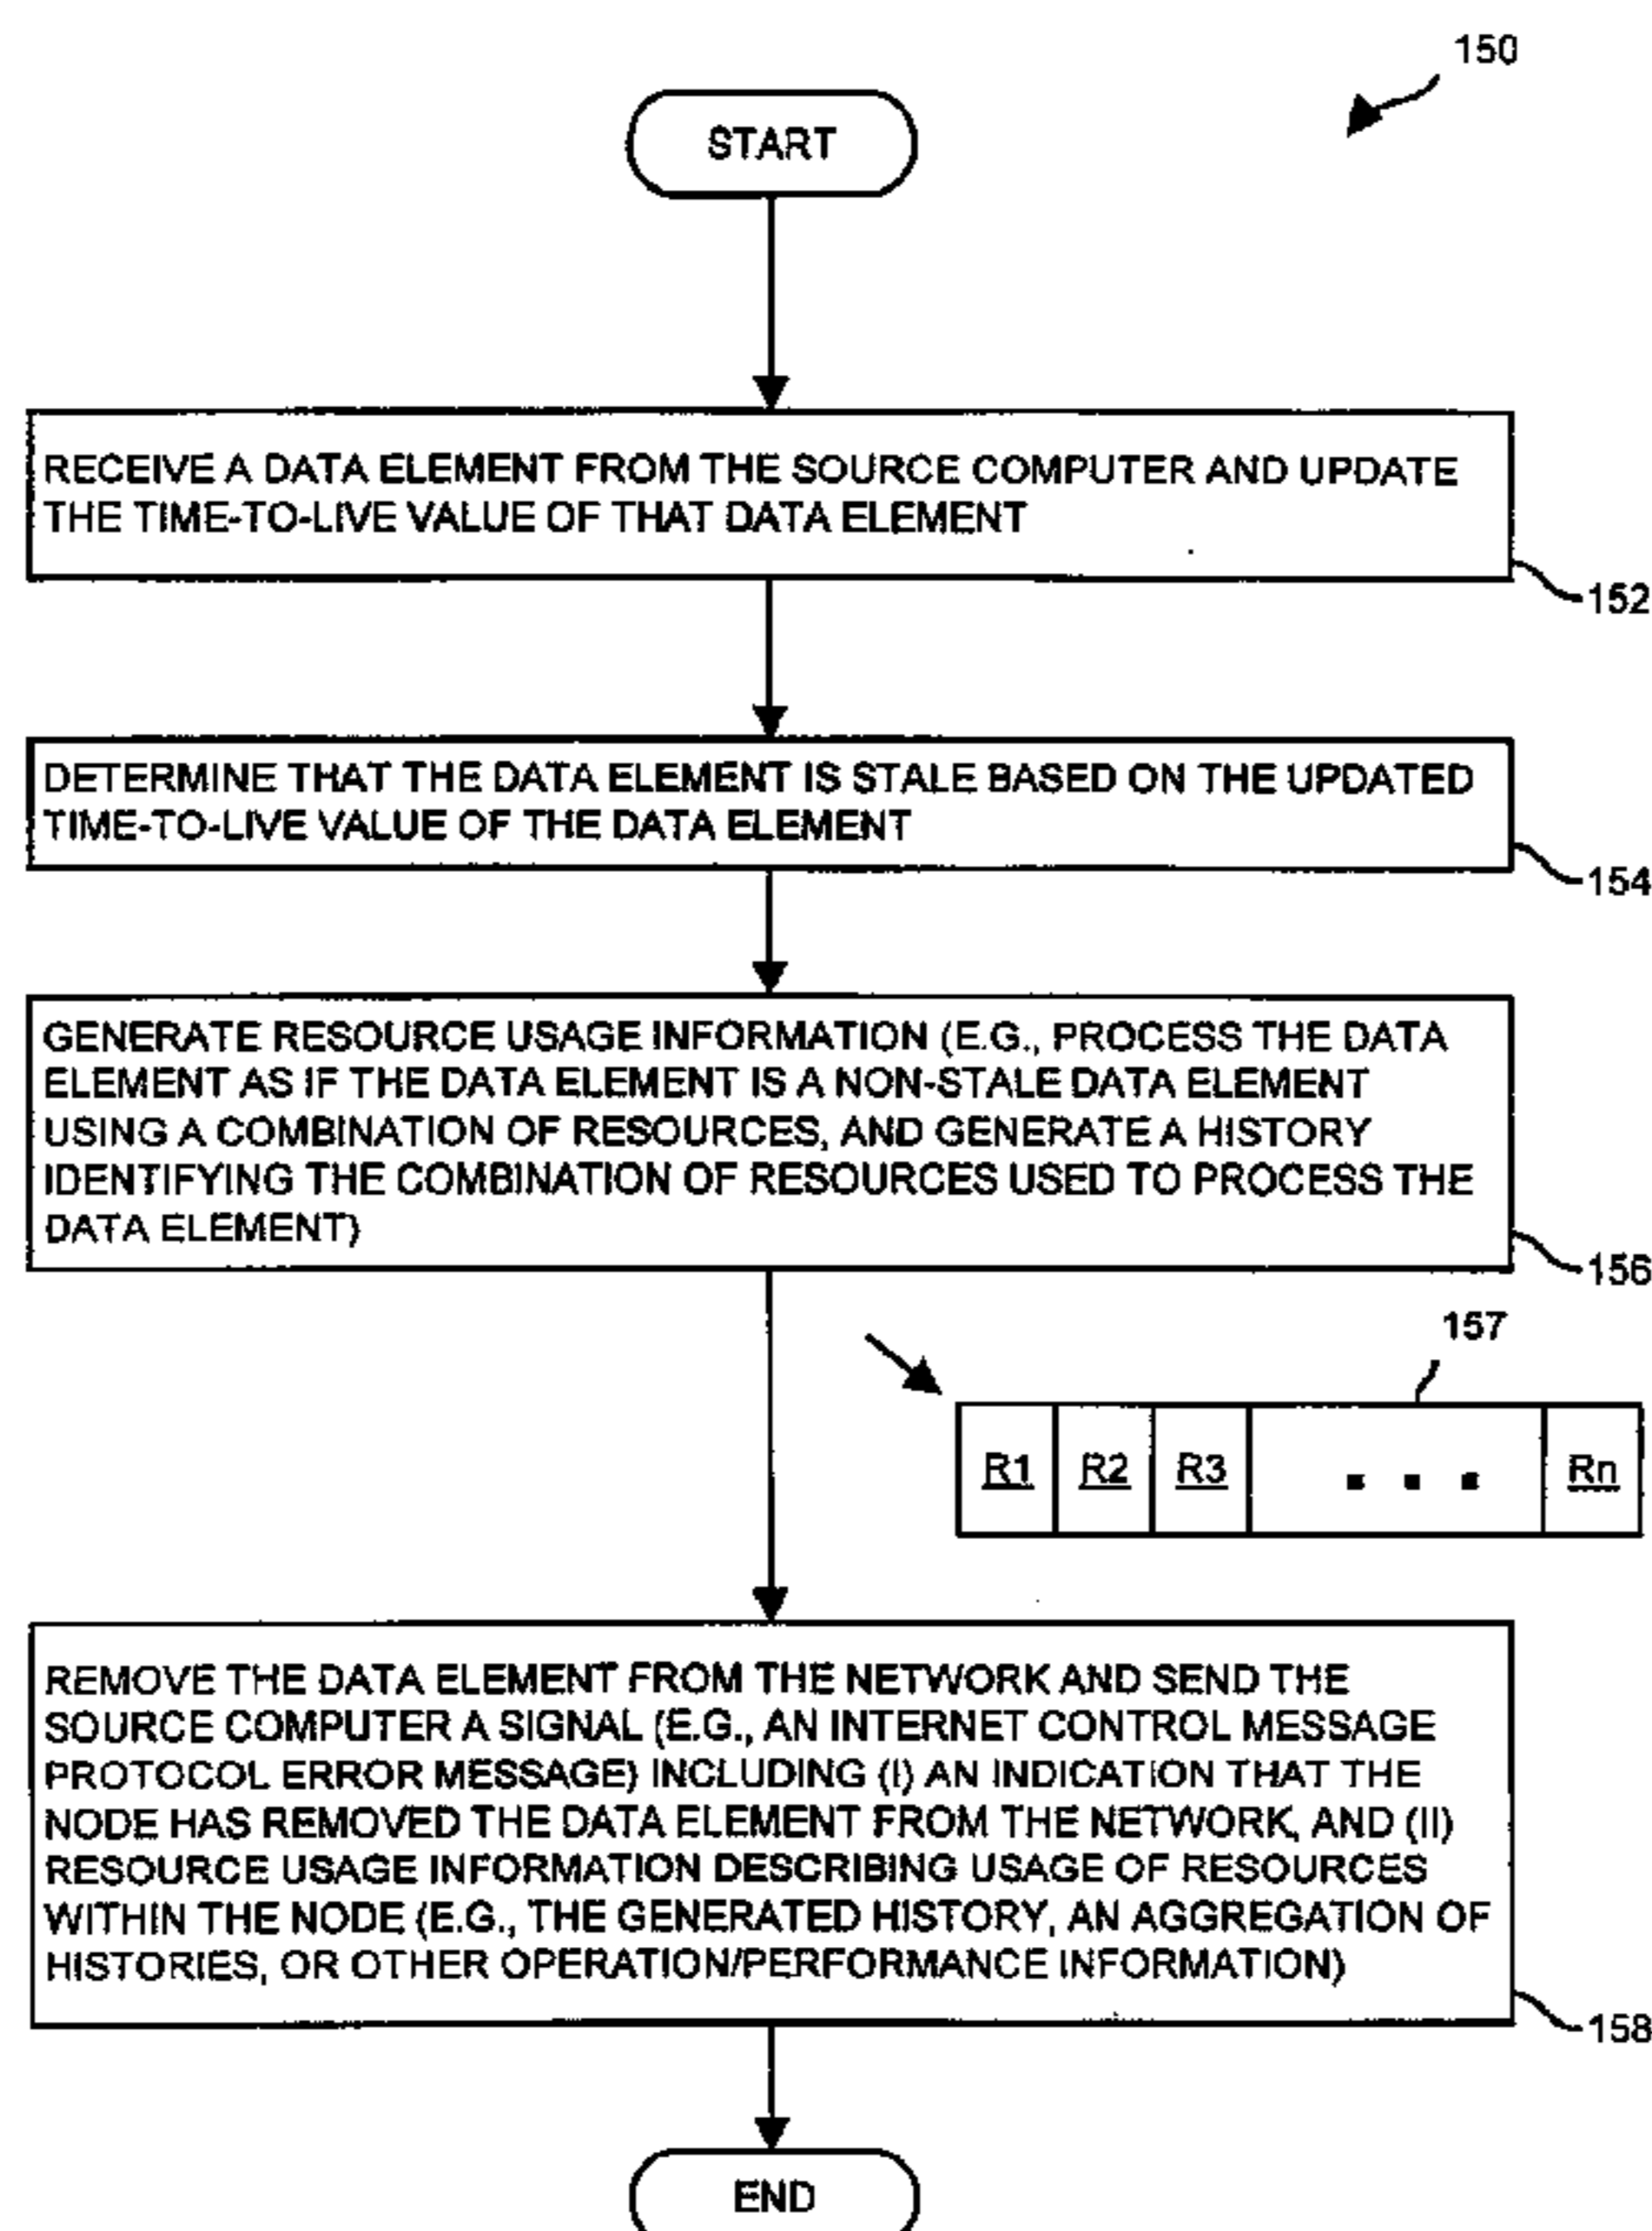 150
START
RECEIVE A DATA ELEMENT FROM THE SOURCE COMPUTER AND UPDATE
THE TIME-TO-LIVE VALUE OF THAT DATA ELEMENT
152
DETERMINE THAT THE DATA ELEMENT IS STALE BASED ON THE UPDATED
TIME-TO-LIVE VALUE OF THE DATA ELEMENT
154
GENERATE RESOURCE USAGE INFORMATION (E.G., PROCESS THE DATA
ELEMENT AS IF THE DATA ELEMENT IS A NON-STALE DATA ELEMENT
USING A COMBINATION OF RESOURCES, AND GENERATE A HISTORY
IDENTIFYING THE COMBINATION OF RESOURCES USED TO PROCESS THE
DATA ELEMENT)
156
157
R1 R2 R3 . . . Rn
REMOVE THE DATA ELEMENT FROM THE NETWORK AND SEND THE
SOURCE COMPUTER A SIGNAL (E.G., AN INTERNET CONTROL MESSAGE
PROTOCOL ERROR MESSAGE) INCLUDING (I) AN INDICATION THAT THE
NODE HAS REMOVED THE DATA ELEMENT FROM THE NETWORK, AND (II)
RESOURCE USAGE INFORMATION DESCRIBING USAGE OF RESOURCES
WITHIN THE NODE (E.G., THE GENERATED HISTORY, AN AGGREGATION OF
HISTORIES, OR OTHER OPERATION/PERFORMANCE INFORMATION)
158
END